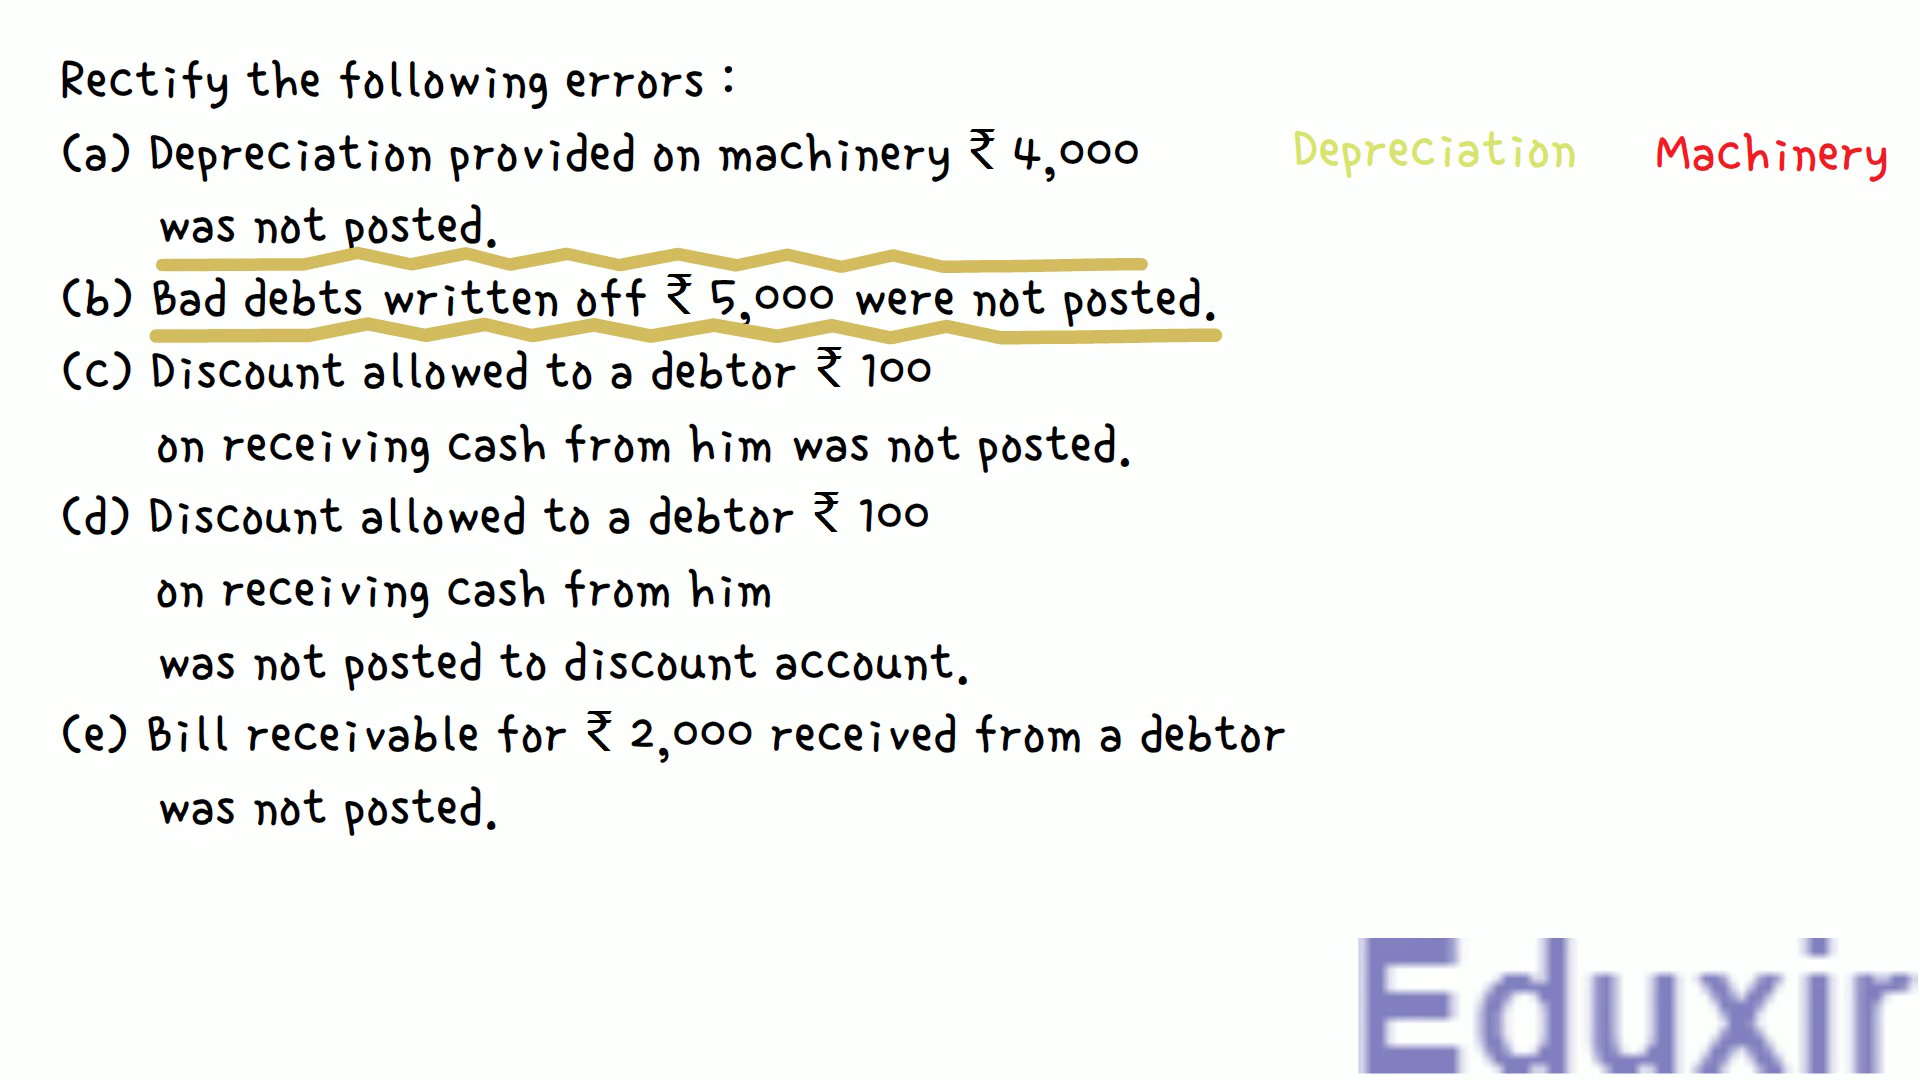 Rectify the following errors :
(a) Depreciation provided on machinery ₹ 4,000 Depreciation Machinery
was not posted.
(b) Bad debts written off ₹ 5,000 were not posted.
(c) Discount allowed to a debtor ₹ 100
on receiving cash from him was not posted.
(d) Discount allowed to a debtor ₹ 100
on receiving cash from him
was not posted to discount account.
(e) Bill receivable for ₹ 2,000 received from a debtor
was not posted.
Eduxir